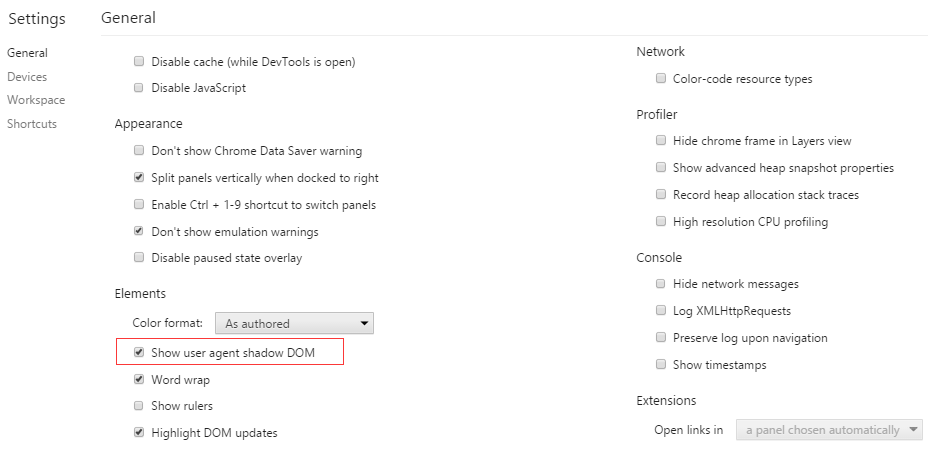 Settings
General
Devices
Workspace
Shortcuts
General
Disable cache (while DevTools is open)
Disable JavaScript
Appearance
Don't show Chrome Data Saver warning
Split panels vertically when docked to right
Enable Ctrl + 1-9 shortcut to switch panels
Don't show emulation warnings
Disable paused state overlay
Elements
Color format: As authored
Show user agent shadow DOM
Word wrap
Show rulers
Highlight DOM updates
Network
Color-code resource types
Profiler
Hide chrome frame in Layers view
Show advanced heap snapshot properties
Record heap allocation stack traces
High resolution CPU profiling
Console
Hide network messages
Log XMLHttpRequests
Preserve log upon navigation
Show timestamps
Extensions
Open links in a panel chosen automatically